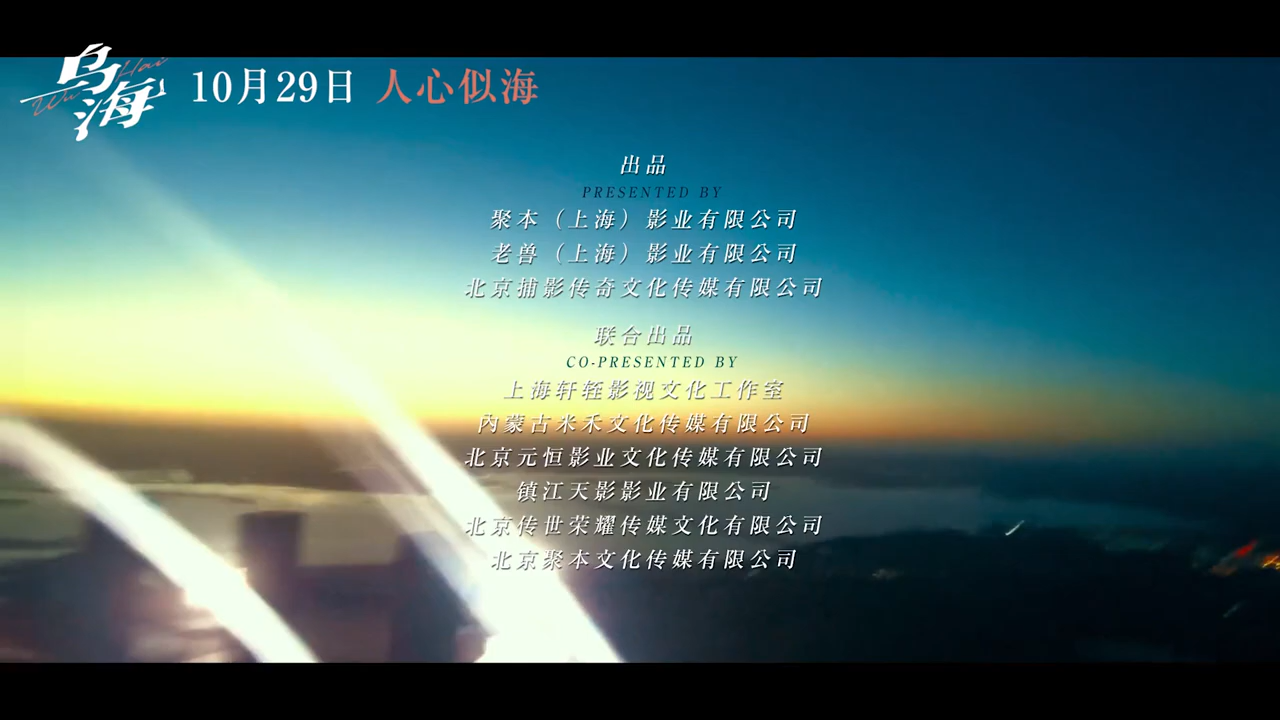 乌海
Wu Hai
10月29日 人心似海
出品
PRESENTED BY
聚本（上海）影业有限公司
老兽（上海）影业有限公司
北京捕影传奇文化传媒有限公司
联合出品
CO-PRESENTED BY
上海轩轾影视文化工作室
内蒙古米禾文化传媒有限公司
北京元恒影业文化传媒有限公司
镇江天影影业有限公司
北京传世荣耀传媒文化有限公司
北京聚本文化传媒有限公司